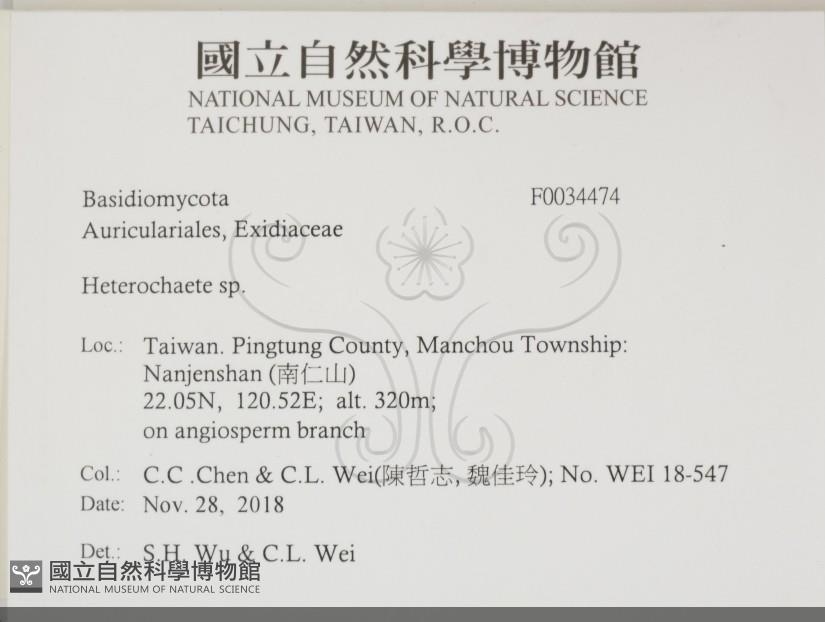 國立自然科學博物館
NATIONAL MUSEUM OF NATURAL SCIENCE
TAICHUNG, TAIWAN, R.O.C.
Basidiomycota F0034474
Auriculariales, Exidiaceae
Heterochaete sp.
Loc.: Taiwan. Pingtung County, Manchou Township:
Nanjenshan (南仁山)
22.05N, 120.52E; alt. 320m;
on angiosperm branch
Col.: C.C .Chen & C.L. Wei(陳哲志, 魏佳玲); No. WEI 18-547
Date: Nov. 28, 2018
Det.: S.H. Wu & C.L. Wei
國立自然科學博物館
NATIONAL MUSEUM OF NATURAL SCIENCE